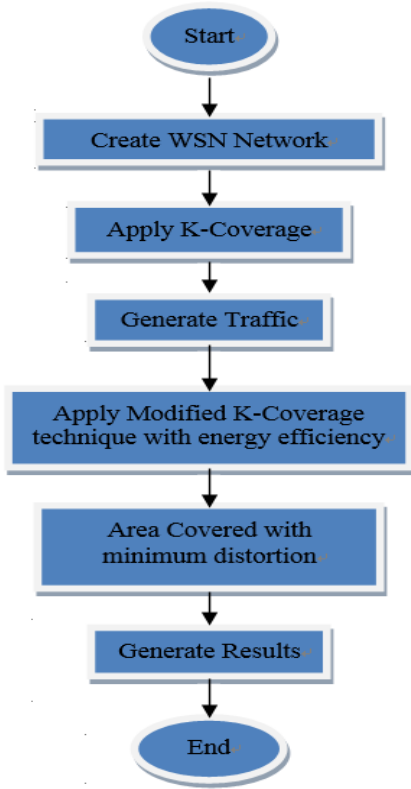 Start
Create WSN Network
Apply K-Coverage
Generate Traffic
Apply Modified K-Coverage
technique with energy efficiency
Area Covered with
minimum distortion
Generate Results
End